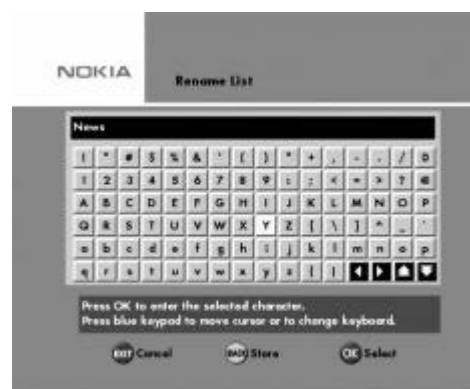 NOKIA
Rename List
News
! " # $ % & ' ( ) * + , - . / 0
1 2 3 4 5 6 7 8 9 : ; < = > ? @
A B C D E F G H I J K L M N O P
Q R S T U V W X Y Z [ \ ] ^ _ `
a b c d e f g h i j k l m n o p
q r s t u v w x y z { |
Press OK to enter the selected character.
Press blue keypad to move cursor or to change keyboard.
EXIT Cancel BACK Store OK Select